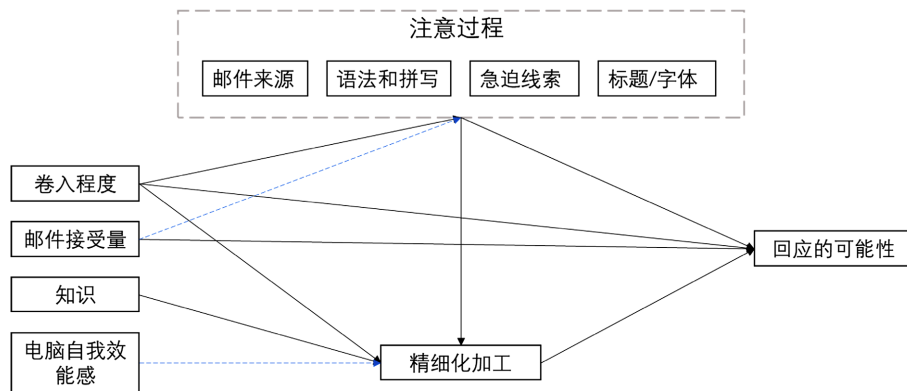 注意过程
邮件来源
语法和拼写
急迫线索
标题/字体
卷入程度
邮件接受量
知识
电脑自我效
能感
精细化加工
回应的可能性